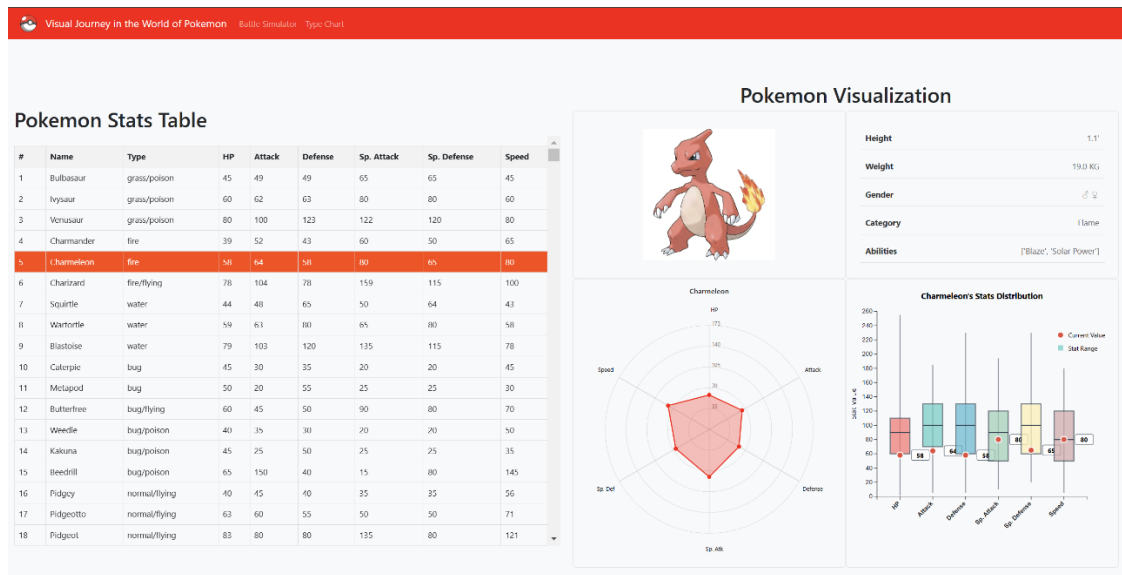 Visual Journey in the World of Pokemon Battle Simulator Type Chart
Pokemon Stats Table
# Name Type HP Attack Defense Sp. Attack Sp. Defense Speed
1 Bulbasaur grass/poison 45 49 49 65 65 45
2 Ivysaur grass/poison 60 62 63 80 80 60
3 Venusaur grass/poison 80 100 123 122 120 80
4 Charmander fire 39 52 43 60 50 65
5 Charmeleon fire 58 64 58 80 65 80
6 Charizard fire/flying 78 104 78 159 115 100
7 Squirtle water 44 48 65 50 64 43
8 Wartortle water 59 63 80 65 80 58
9 Blastoise water 79 103 120 135 115 78
10 Caterpie bug 45 30 35 20 20 45
11 Metapod bug 50 20 55 25 25 30
12 Butterfree bug/flying 60 45 50 90 80 70
13 Weedle bug/poison 40 35 30 20 20 50
14 Kakuna bug/poison 45 25 50 25 25 35
15 Beedrill bug/poison 65 150 40 15 80 145
16 Pidgey normal/flying 40 45 40 35 35 56
17 Pidgeotto normal/flying 63 60 55 50 50 71
18 Pidgeot normal/flying 83 80 80 135 80 121
Pokemon Visualization
Height 1.1'
Weight 19.0 KG
Gender ♂ ♀
Category Flame
Abilities ['Blaze', 'Solar Power']
Charmeleon
HP
175
140
105
70
35
Speed
Attack
Sp. Def
Defense
Sp. Atk
Charmeleon's Stats Distribution
Current Value
Stat Range
Stat Value
260
240
220
200
180
160
140
120
100
80
60
40
20
0
58
64
58
80
65
80
HP
Attack
Defense
Sp. Attack
Sp. Defense
Speed